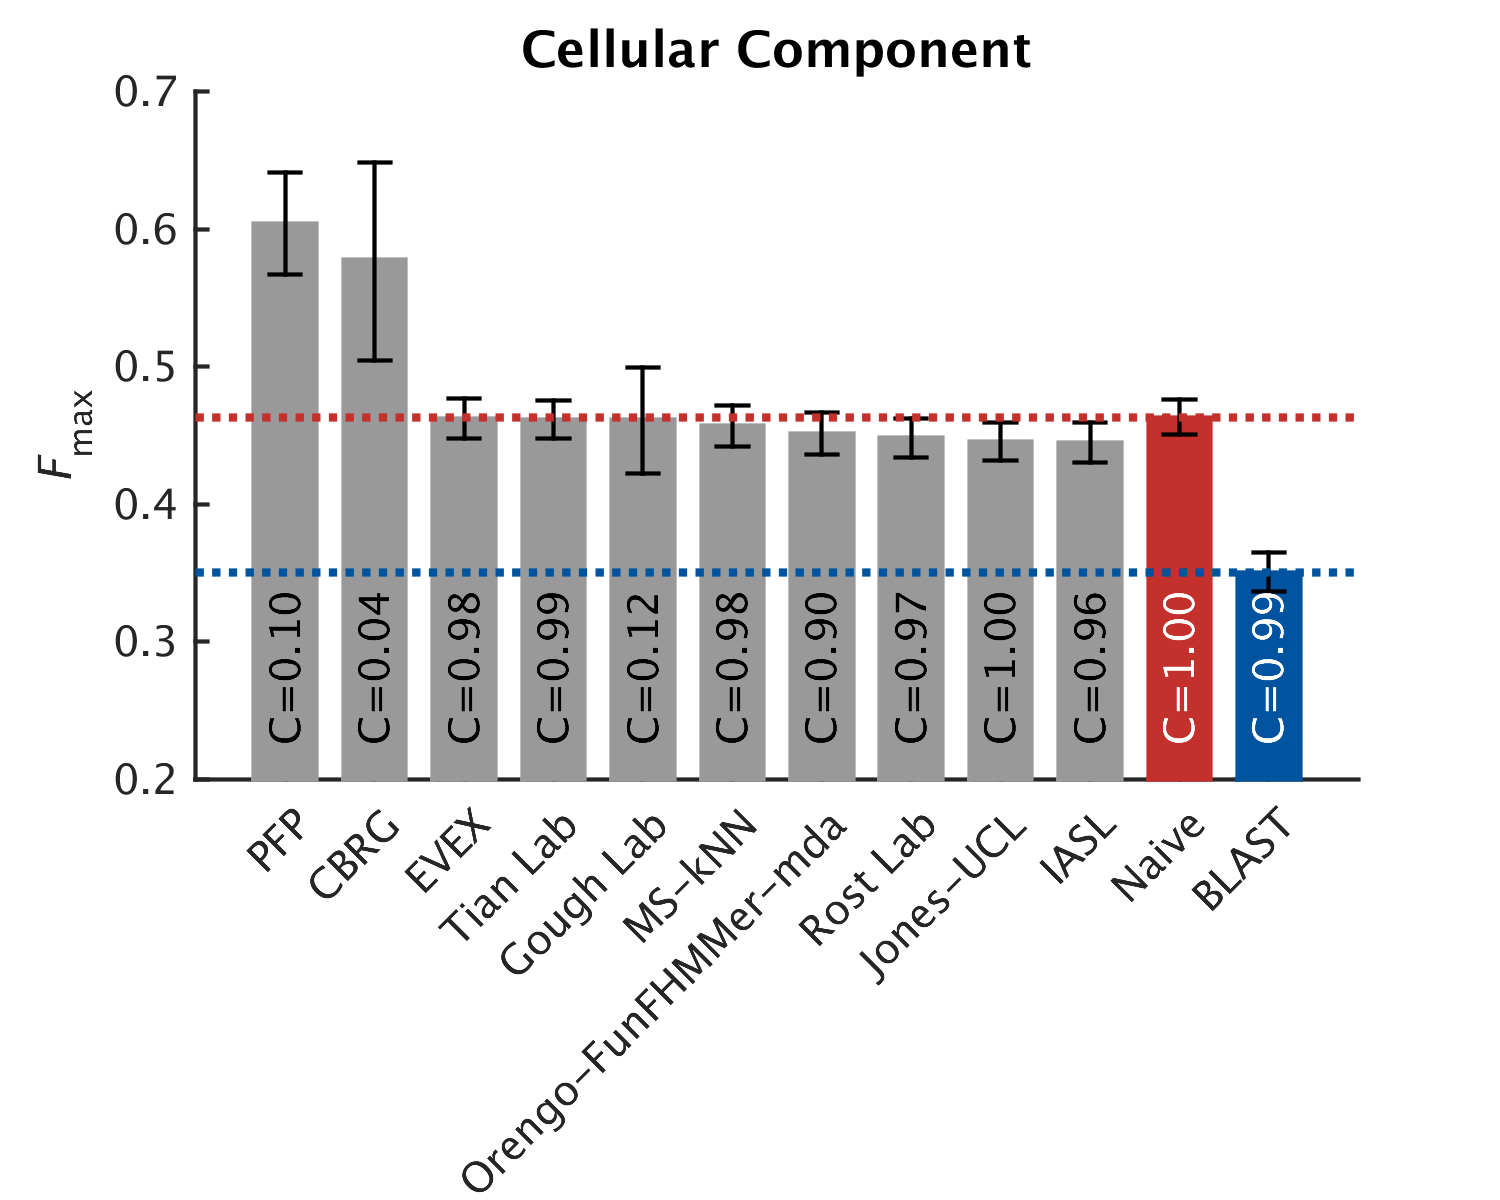 Cellular Component
0.7
0.6
0.5
0.4
0.3
0.2
Fmax
C=0.10
C=0.04
C=0.98
C=0.99
C=0.12
C=0.98
C=0.90
C=0.97
C=1.00
C=0.96
C=1.00
C=0.99
PFP
CBRG
EVEX
Tian Lab
Gough Lab
MS-kNN
Orengo-FunFHMMer-mda
Rost Lab
Jones-UCL
IASL
Naive
BLAST